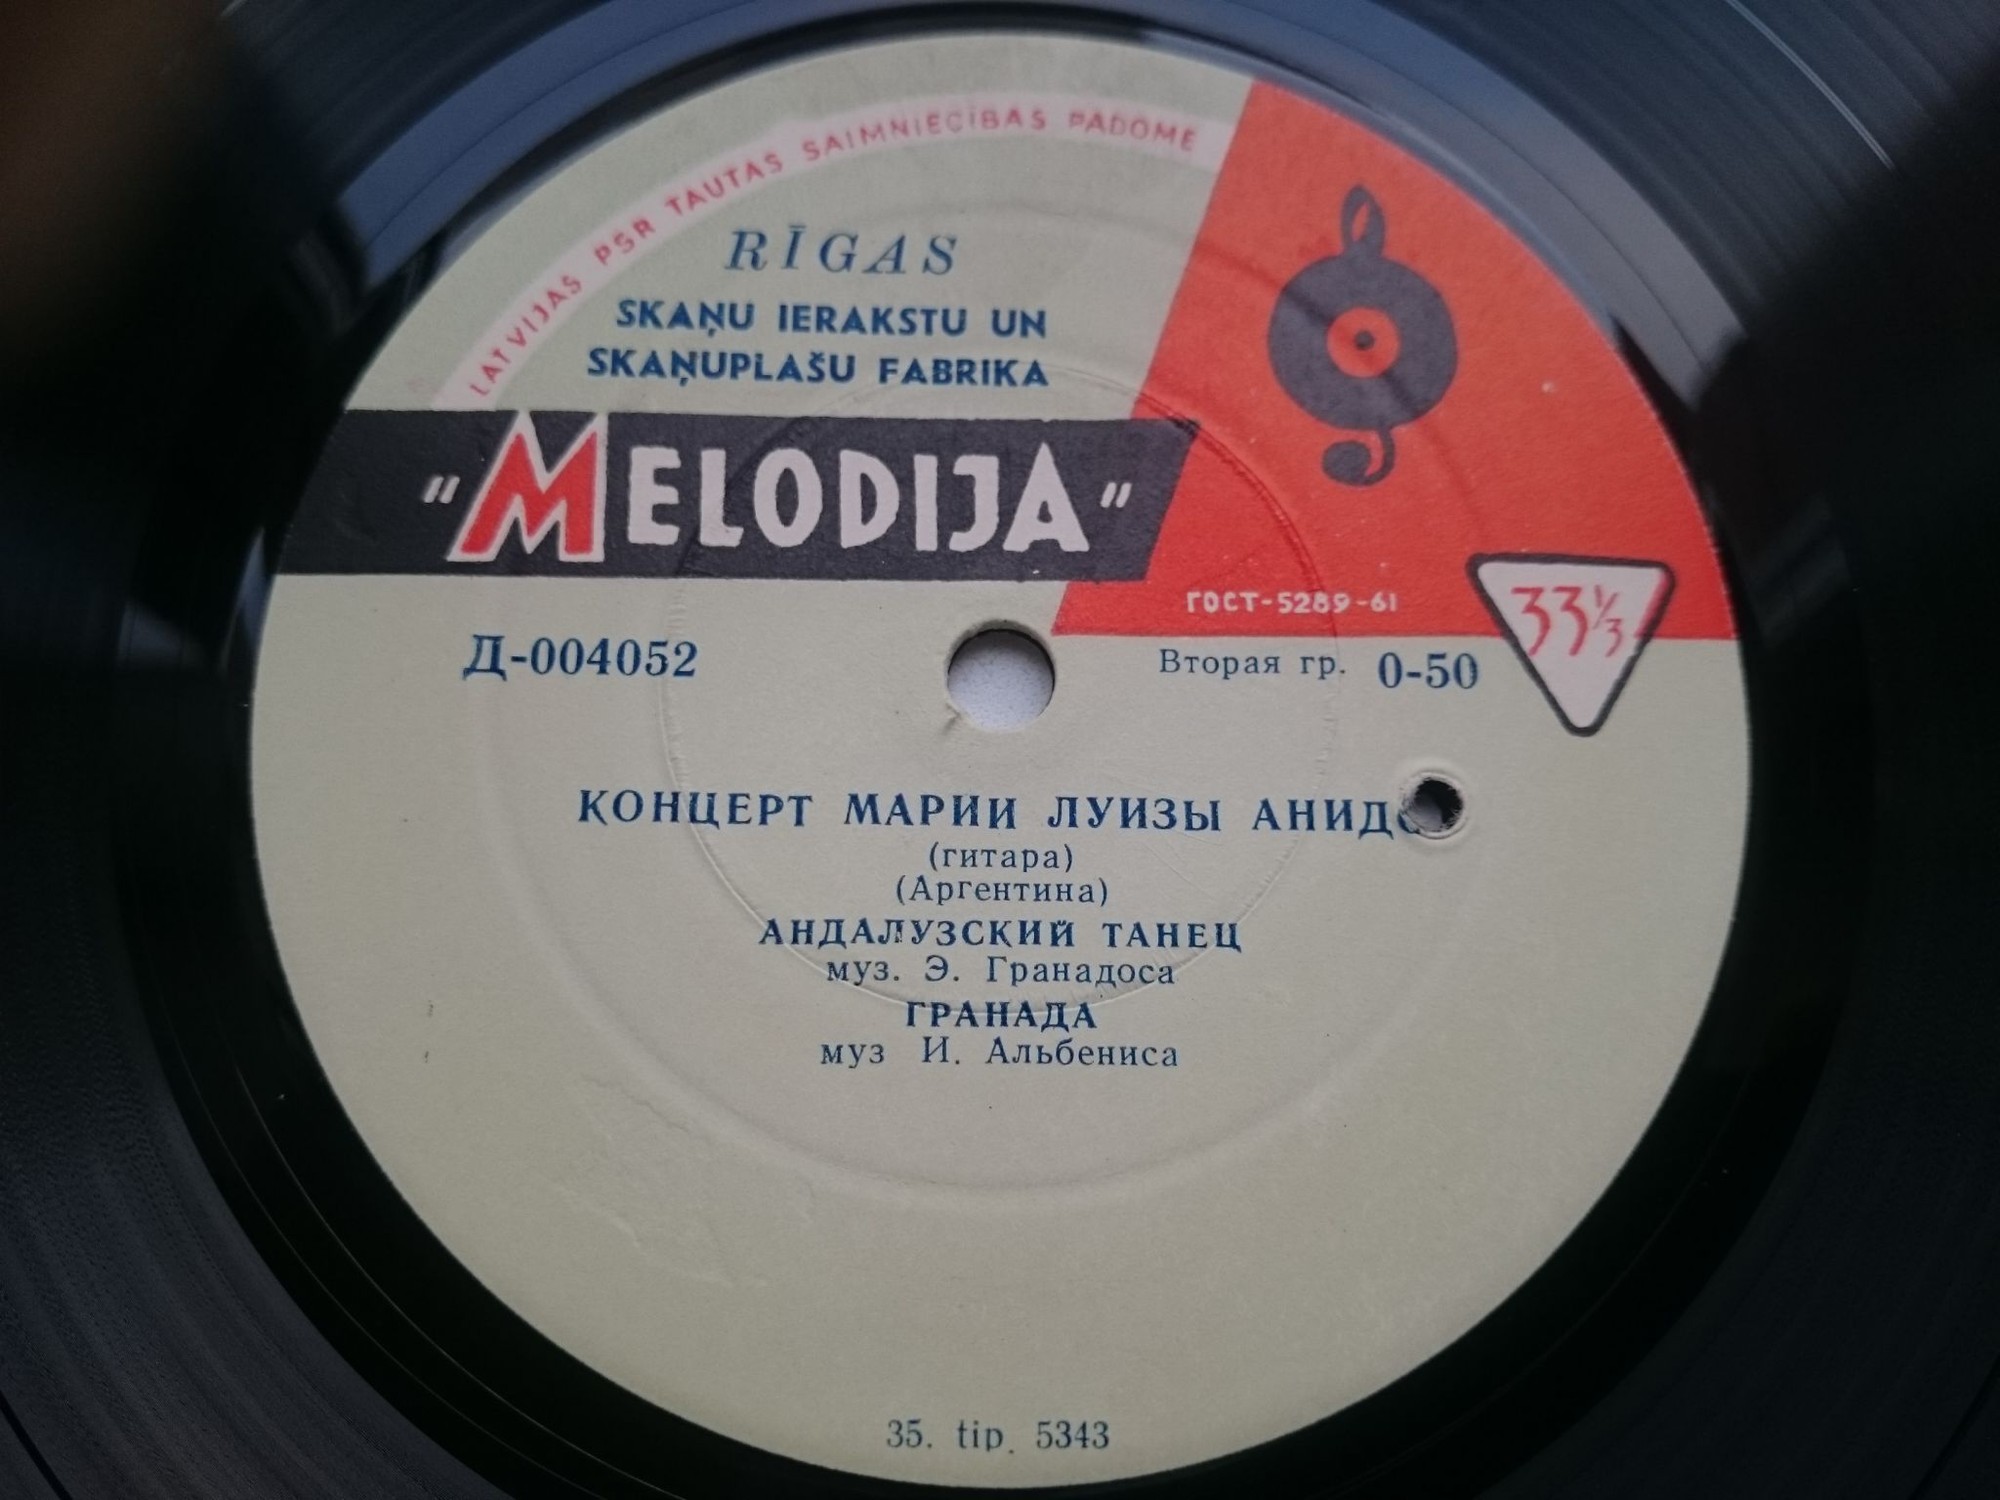 LATVIJAS PSR TAUTAS SAIMNIECĪBAS PADOME
RĪGAS
SKAŅU IERAKSTU UN
SKAŅUPLAŠU FABRIKA
"MELODIJA"
ГОСТ-5289-61
33⅓
Д-004052
Вторая гр. 0-50
КОНЦЕРТ МАРИИ ЛУИЗЫ АНИДО
(гитара)
(Аргентина)
АНДАЛУЗСКИЙ ТАНЕЦ
муз. Э. Гранадоса
ГРАНАДА
муз И. Альбениса
35. tip. 5343